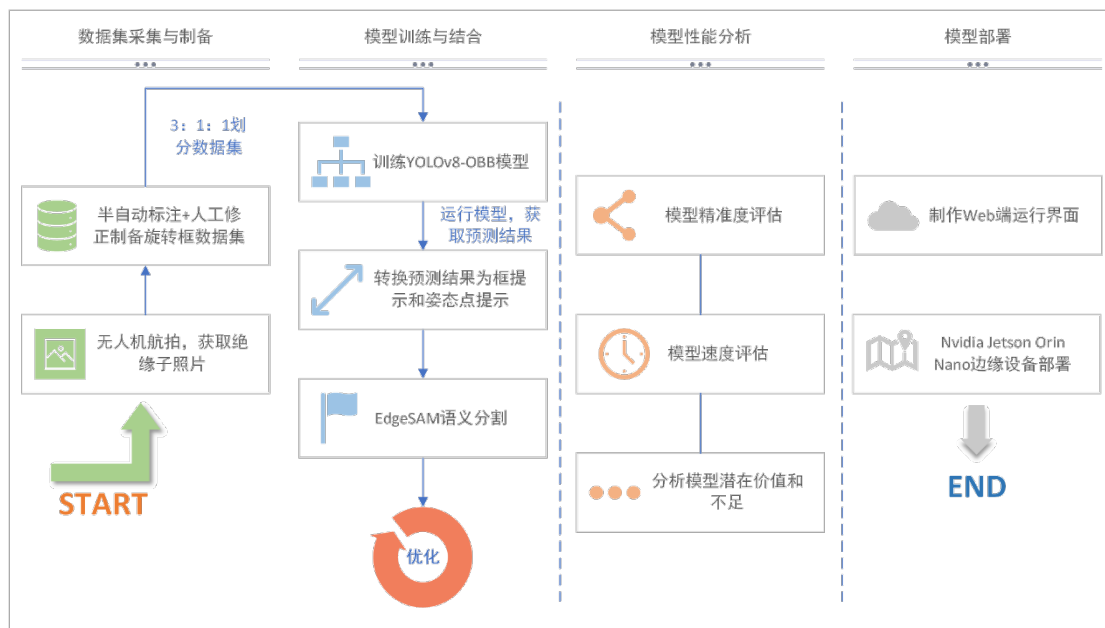 数据集采集与制备
3：1：1划
分数据集
半自动标注+人工修
正制备旋转框数据集
无人机航拍，获取绝
缘子照片
START
模型训练与结合
训练YOLOv8-OBB模型
运行模型，获
取预测结果
转换预测结果为框提
示和姿态点提示
EdgeSAM语义分割
优化
模型性能分析
模型精准度评估
模型速度评估
分析模型潜在价值和
不足
模型部署
制作Web端运行界面
Nvidia Jetson Orin
Nano边缘设备部署
END